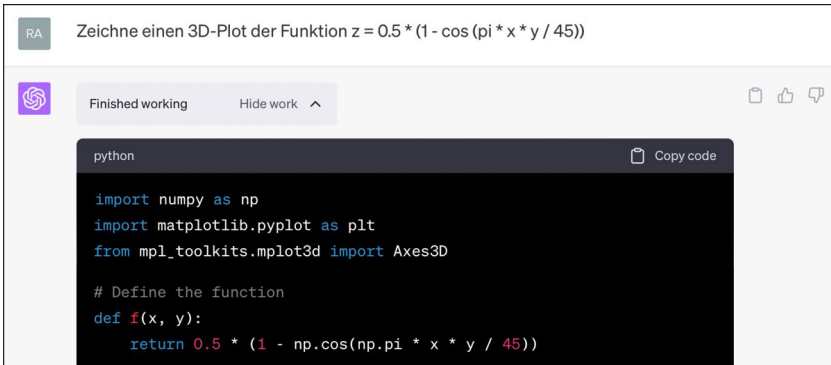 RA
Zeichne einen 3D-Plot der Funktion z = 0.5 * (1 - cos (pi * x * y / 45))
Finished working Hide work
python Copy code
import numpy as np
import matplotlib.pyplot as plt
from mpl_toolkits.mplot3d import Axes3D
# Define the function
def f(x, y):
    return 0.5 * (1 - np.cos(np.pi * x * y / 45))